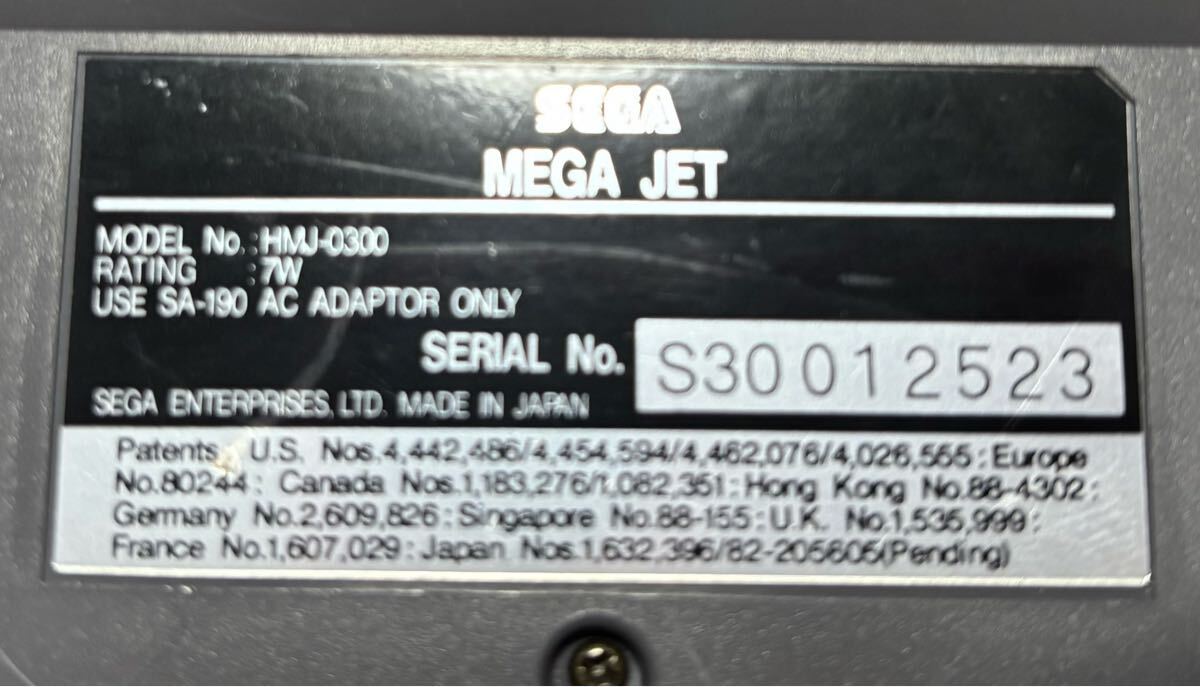 SEGA
MEGA JET
MODEL No. : HMJ-0300
RATING : 7W
USE SA-190 AC ADAPTOR ONLY
SERIAL No. S30012523
SEGA ENTERPRISES, LTD. MADE IN JAPAN
Patents, U.S. Nos.4,442,486/4,454,594/4,462,076/4,026,555 : Europe
No.80244 : Canada Nos.1,183,276/1,082,351 : Hong Kong No.88-4302 :
Germany No.2,609,826 : Singapore No.88-155 : U.K. No.1,535,999 :
France No.1,607,029 : Japan Nos.1,632,396/82-205605(Pending)